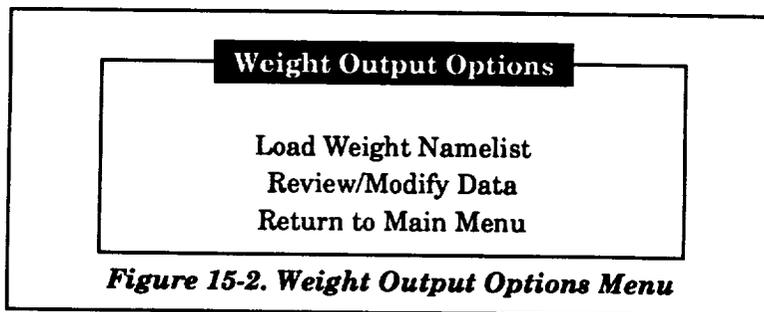 Weight Output Options
Load Weight Namelist
Review/Modify Data
Return to Main Menu
Figure 15-2. Weight Output Options Menu